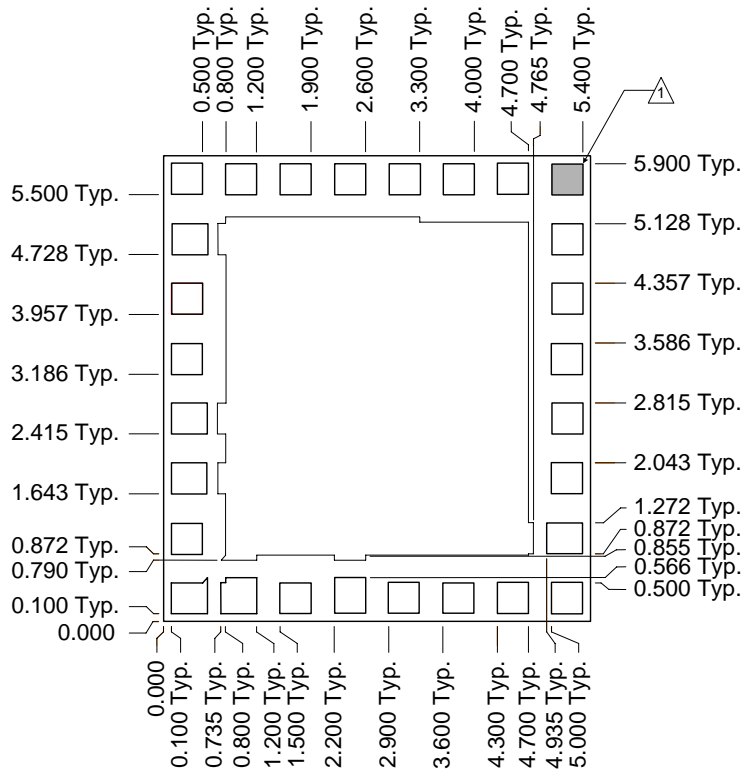 0.500 Typ.
0.800 Typ.
1.200 Typ.
1.900 Typ.
2.600 Typ.
3.300 Typ.
4.000 Typ.
4.700 Typ.
4.765 Typ.
5.400 Typ.
1
5.500 Typ.
4.728 Typ.
3.957 Typ.
3.186 Typ.
2.415 Typ.
1.643 Typ.
0.872 Typ.
0.790 Typ.
0.100 Typ.
0.000
5.900 Typ.
5.128 Typ.
4.357 Typ.
3.586 Typ.
2.815 Typ.
2.043 Typ.
1.272 Typ.
0.872 Typ.
0.855 Typ.
0.566 Typ.
0.500 Typ.
0.000
0.100 Typ.
0.735 Typ.
0.800 Typ.
1.200 Typ.
1.500 Typ.
2.200 Typ.
2.900 Typ.
3.600 Typ.
4.300 Typ.
4.700 Typ.
4.935 Typ.
5.000 Typ.